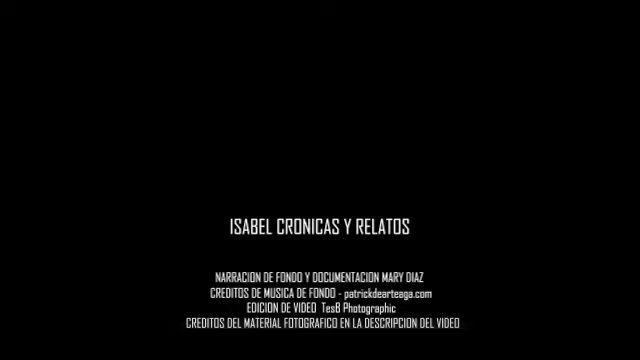 ISABEL CRONICAS Y RELATOS
NARRACION DE FONDO Y DOCUMENTACION MARY DIAZ
CREDITOS DE MUSICA DE FONDO - patrickdearteaga.com
EDICION DE VIDEO TesB Photographic
CREDITOS DEL MATERIAL FOTOGRAFICO EN LA DESCRIPCION DEL VIDEO